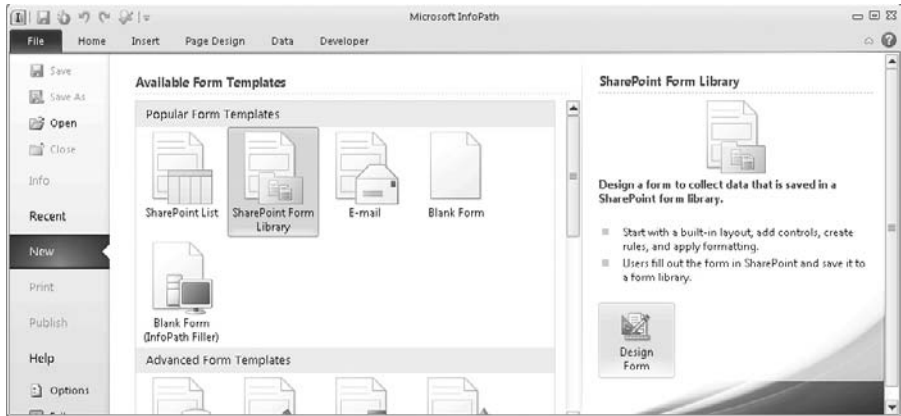 Microsoft InfoPath
File Home Insert Page Design Data Developer
Save
Save As
Open
Close
Info
Recent
New
Print
Publish
Help
Options
Available Form Templates
Popular Form Templates
SharePoint List
SharePoint Form
Library
E-mail
Blank Form
Blank Form
(InfoPath Filler)
Advanced Form Templates
SharePoint Form Library
Design a form to collect data that is saved in a
SharePoint form library.
Start with a built-in layout, add controls, create
rules, and apply formatting.
Users fill out the form in SharePoint and save it to
a form library.
Design
Form